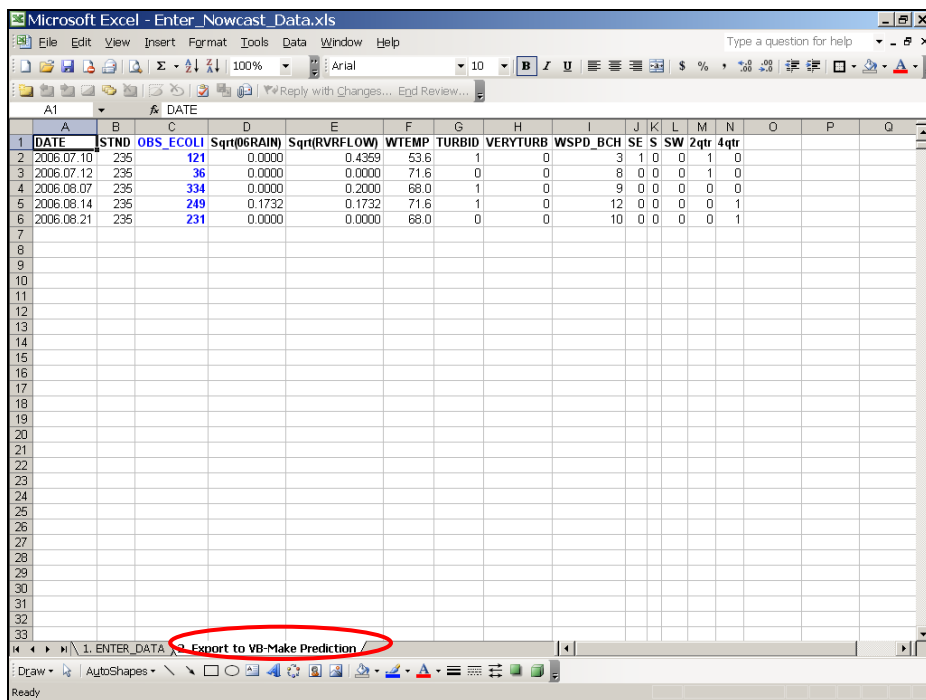 Microsoft Excel - Enter_Nowcast_Data.xls
File Edit View Insert Format Tools Data Window Help Type a question for help
100% Arial 10 B I U $ % ,
Reply with Changes... End Review...
A1 fx DATE
A B C D E F G H I J K L M N O P Q
1 DATE STND OBS_ECOLI Sqrt(06RAIN) Sqrt(RVRFLOW) WTEMP TURBID VERYTURB WSPD_BCH SE S SW 2qtr 4qtr
2 2006.07.10 235 121 0.0000 0.4359 53.6 1 0 3 1 0 0 1 0
3 2006.07.12 235 36 0.0000 0.0000 71.6 0 0 8 0 0 0 1 0
4 2006.08.07 235 334 0.0000 0.2000 68.0 1 0 9 0 0 0 0 0
5 2006.08.14 235 249 0.1732 0.1732 71.6 1 0 12 0 0 0 0 1
6 2006.08.21 235 231 0.0000 0.0000 68.0 0 0 10 0 0 0 0 1
7
8
9
10
11
12
13
14
15
16
17
18
19
20
21
22
23
24
25
26
27
28
29
30
31
32
33
1. ENTER_DATA 2. Export to VB-Make Prediction
Draw AutoShapes
Ready